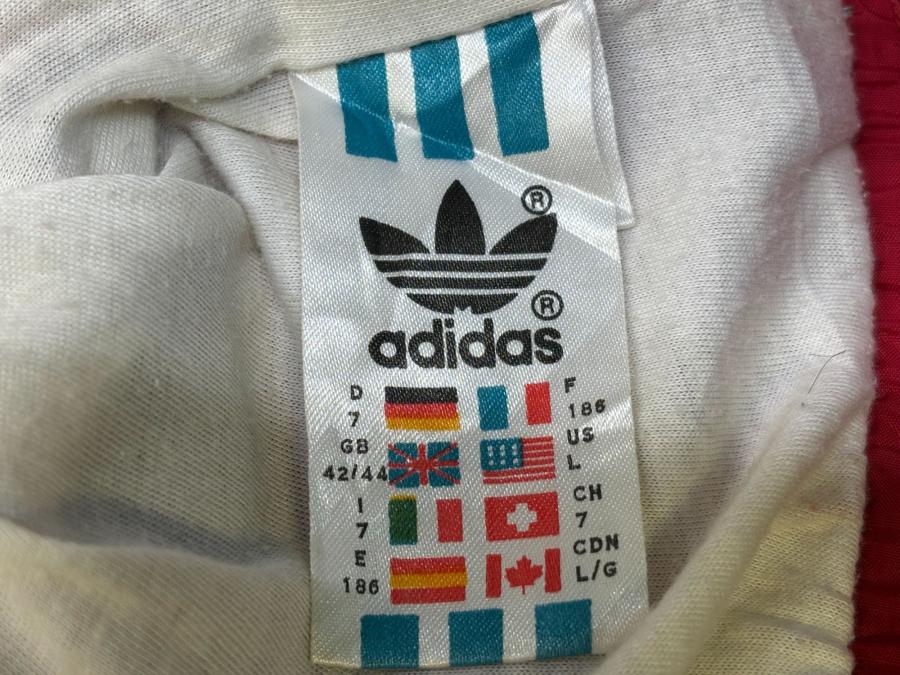 ®
®
adidas
D F
7 186
GB US
42/44 L
I CH
7 7
E CDN
186 L/G